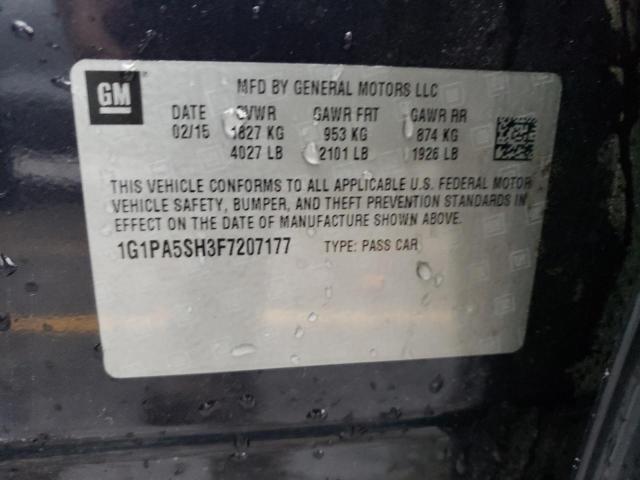 GM ® MFD BY GENERAL MOTORS LLC
DATE GVWR GAWR FRT GAWR RR
02/15 1827 KG 953 KG 874 KG
4027 LB 2101 LB 1926 LB
THIS VEHICLE CONFORMS TO ALL APPLICABLE U.S. FEDERAL MOTOR
VEHICLE SAFETY, BUMPER, AND THEFT PREVENTION STANDARDS IN
EFFECT ON THE DATE OF MANUFACTURE SHOWN ABOVE.
1G1PA5SH3F7207177 TYPE: PASS CAR